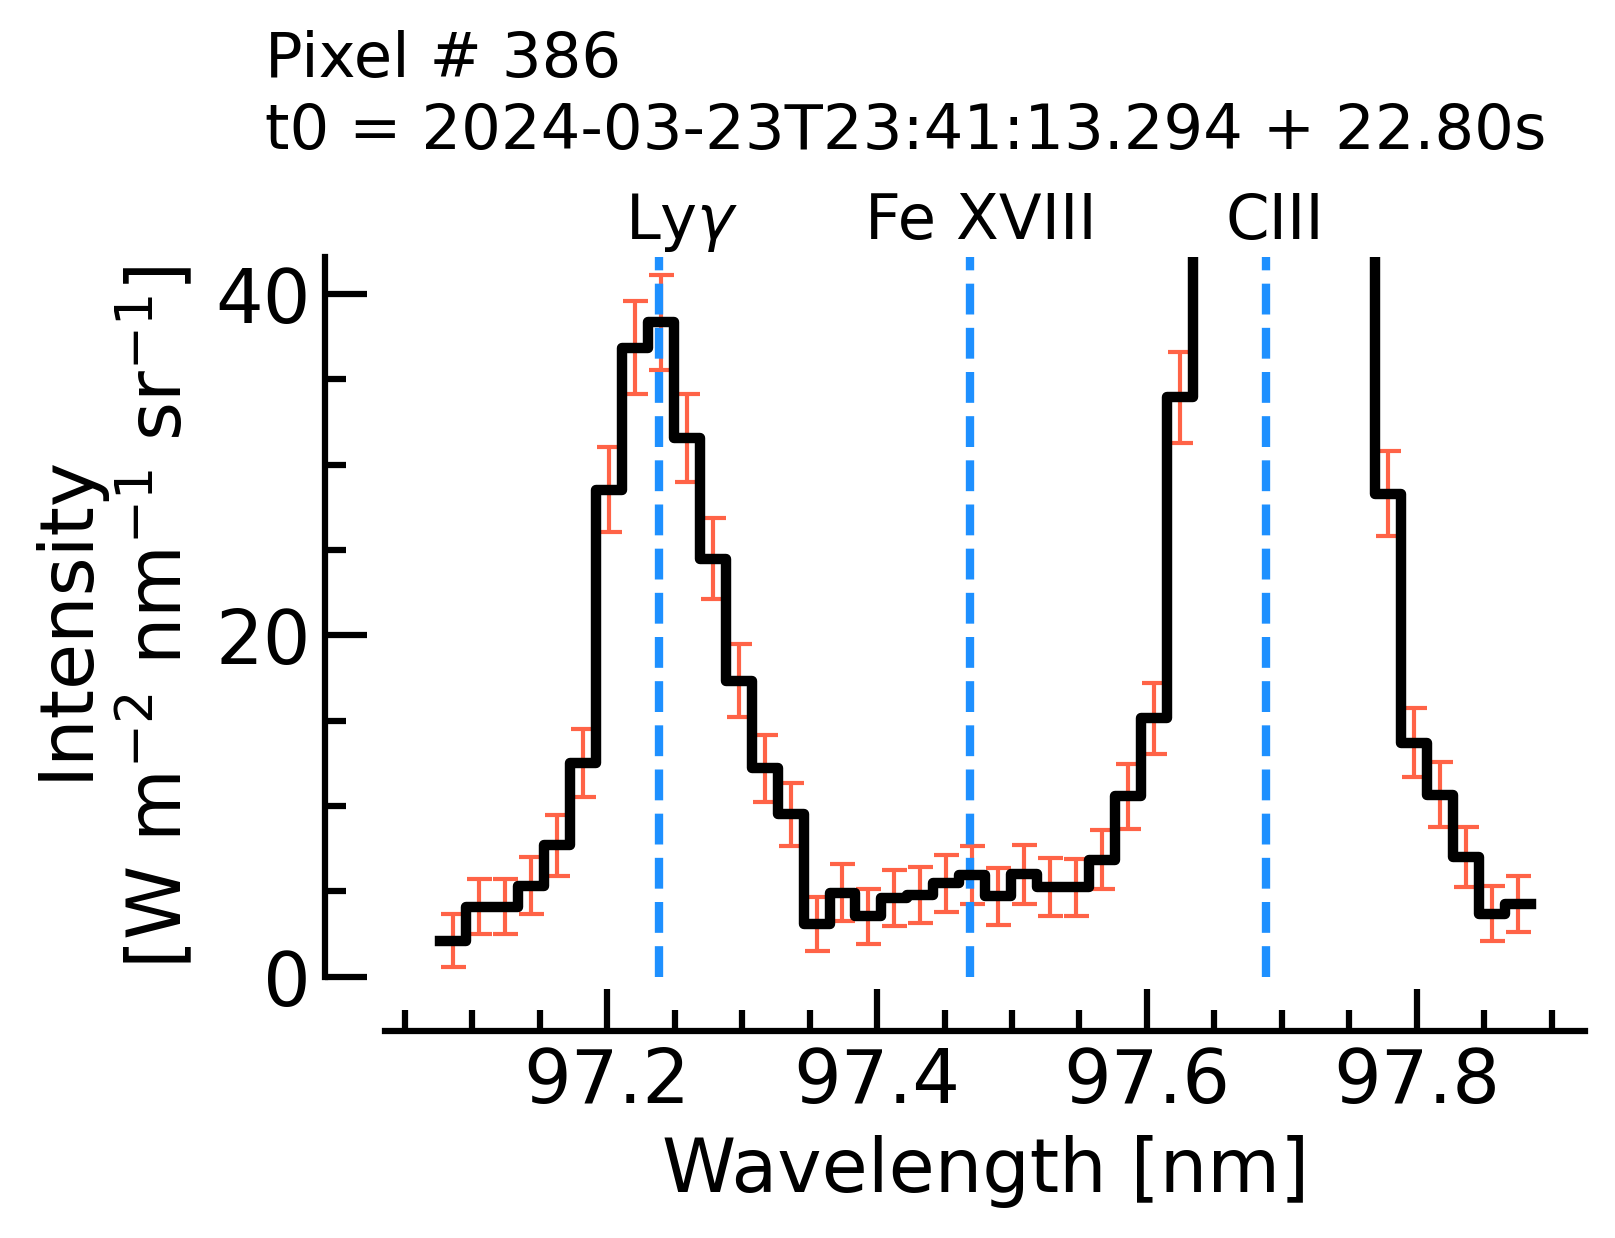 Pixel # 386
t0 = 2024-03-23T23:41:13.294 + 22.80s
Lyγ Fe XVIII CIII
Intensity
[W m⁻² nm⁻¹ sr⁻¹]
40
20
0
97.2 97.4 97.6 97.8
Wavelength [nm]